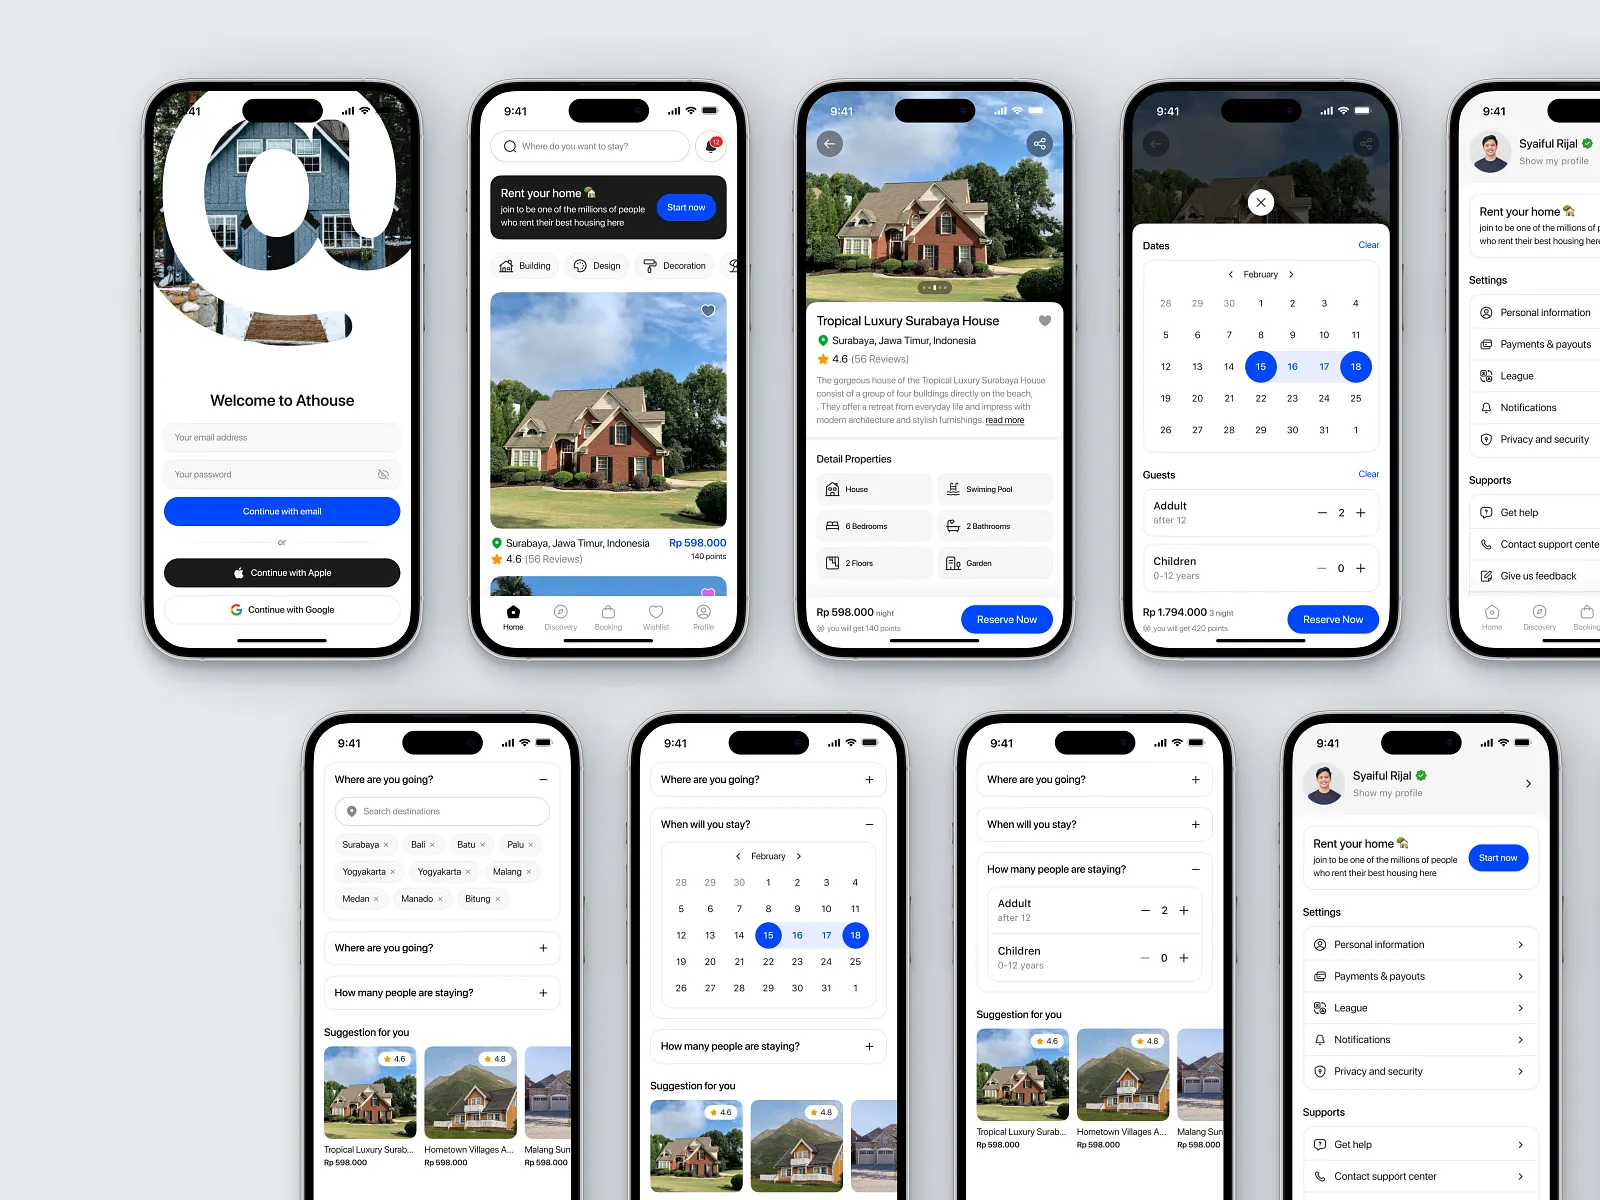 9:41
Welcome to Athouse
Your email address
Your password
Continue with email
or
Continue with Apple
Continue with Google
9:41
Where do you want to stay?
12
Rent your home
join to be one of the millions of people
who rent their best housing here
Start now
Building
Design
Decoration
Surabaya, Jawa Timur, Indonesia
Rp 598.000
4.6 (56 Reviews)
140 points
Home
Discovery
Booking
Wishlist
Profile
9:41
Tropical Luxury Surabaya House
Surabaya, Jawa Timur, Indonesia
4.6 (56 Reviews)
The gorgeous house of the Tropical Luxury Surabaya House
consist of a group of four buildings directly on the beach,
. They offer a retreat from everyday life and impress with
modern architecture and stylish furnishings. read more
Detail Properties
House
Swiming Pool
6 Bedrooms
2 Bathrooms
2 Floors
Garden
Rp 598.000 night
you will get 140 points
Reserve Now
9:41
Dates
Clear
February
28 29 30 1 2 3 4
5 6 7 8 9 10 11
12 13 14 15 16 17 18
19 20 21 22 23 24 25
26 27 28 29 30 31 1
Guests
Clear
Addult
after 12
2
Children
0-12 years
0
Rp 1.794.000 3 night
you will get 420 points
Reserve Now
9:41
Syaiful Rijal
Show my profile
Rent your home
join to be one of the millions of p
who rent their best housing here
Settings
Personal information
Payments & payouts
League
Notifications
Privacy and security
Supports
Get help
Contact support cente
Give us feedback
Home
Discovery
Booking
9:41
Where are you going?
Search destinations
Surabaya
Bali
Batu
Palu
Yogyakarta
Yogyakarta
Malang
Medan
Manado
Bitung
Where are you going?
How many people are staying?
Suggestion for you
4.6
4.8
Tropical Luxury Surab...
Hometown Villages A...
Malang Sun
Rp 598.000
Rp 598.000
Rp 598.000
9:41
Where are you going?
When will you stay?
February
28 29 30 1 2 3 4
5 6 7 8 9 10 11
12 13 14 15 16 17 18
19 20 21 22 23 24 25
26 27 28 29 30 31 1
How many people are staying?
Suggestion for you
4.6
4.8
9:41
Where are you going?
When will you stay?
How many people are staying?
Addult
after 12
2
Children
0-12 years
0
Suggestion for you
4.6
4.8
Tropical Luxury Surab...
Hometown Villages A...
Malang Sun
Rp 598.000
Rp 598.000
Rp 598.000
9:41
Syaiful Rijal
Show my profile
Rent your home
join to be one of the millions of people
who rent their best housing here
Start now
Settings
Personal information
Payments & payouts
League
Notifications
Privacy and security
Supports
Get help
Contact support center